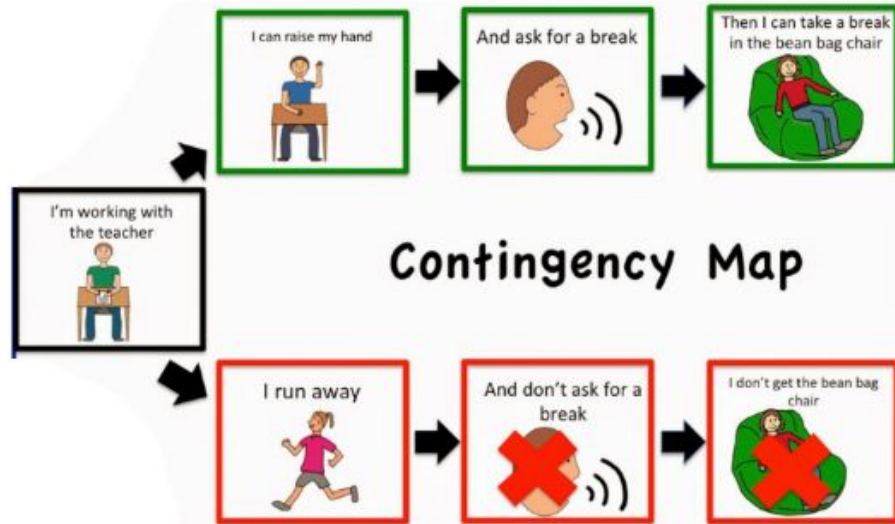 I can raise my hand
And ask for a break
Then I can take a break
in the bean bag chair
I'm working with
the teacher
Contingency Map
I run away
And don't ask for a
break
I don't get the bean bag
chair